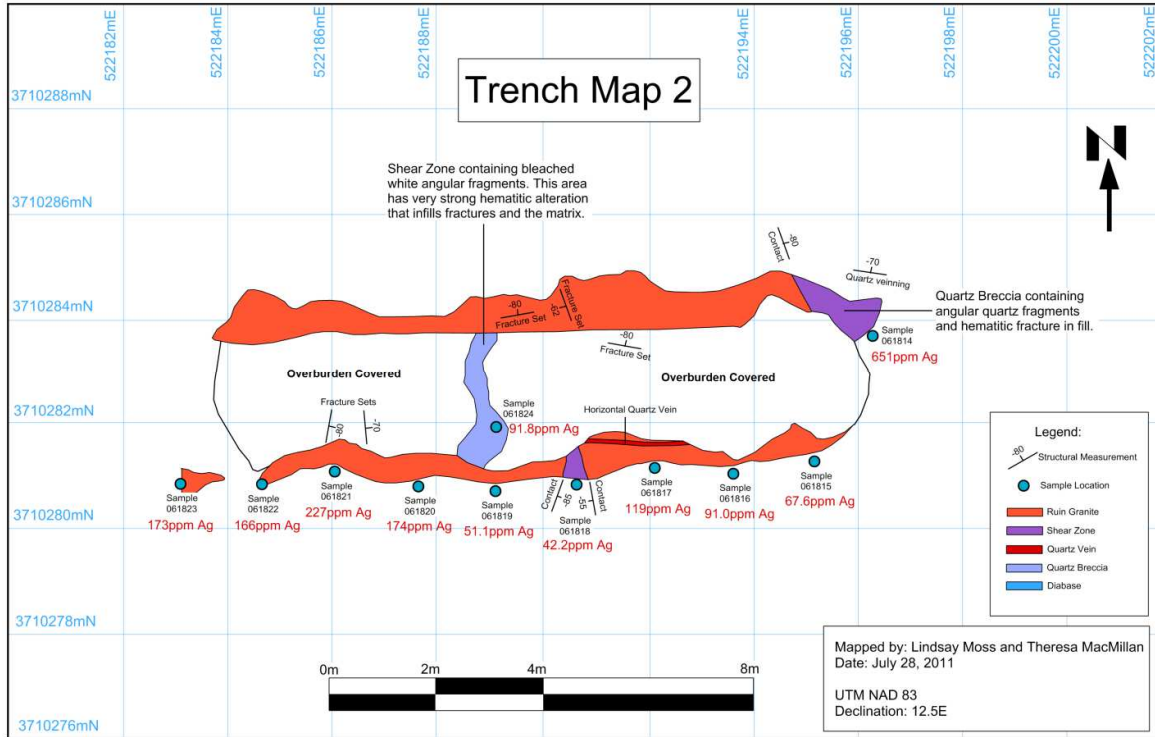 522182mE
522184mE
522186mE
522188mE
522194mE
522196mE
522198mE
522200mE
522202mE
Trench Map 2
3710288mN
3710286mN
3710284mN
3710282mN
3710280mN
3710278mN
3710276mN
N
Shear Zone containing bleached
white angular fragments. This area
has very strong hematitic alteration
that infills fractures and the matrix.
-80
Contact
-70
Quartz veinning
Quartz Breccia containing
angular quartz fragments
and hematitic fracture in fill.
-80
Fracture Set
-62
Fracture Set
-80
Fracture Set
Sample
061814
651ppm Ag
Overburden Covered
Overburden Covered
Fracture Sets
-80
-70
Sample
061824
91.8ppm Ag
Horizontal Quartz Vein
Sample
061823
173ppm Ag
Sample
061822
166ppm Ag
Sample
061821
227ppm Ag
Sample
061820
174ppm Ag
Sample
061819
51.1ppm Ag
Contact
-85
-55
Contact
Sample
061818
42.2ppm Ag
Sample
061817
119ppm Ag
Sample
061816
91.0ppm Ag
Sample
061815
67.6ppm Ag
Legend:
-80
Structural Measurement
Sample Location
Ruin Granite
Shear Zone
Quartz Vein
Quartz Breccia
Diabase
0m
2m
4m
8m
Mapped by: Lindsay Moss and Theresa MacMillan
Date: July 28, 2011
UTM NAD 83
Declination: 12.5E